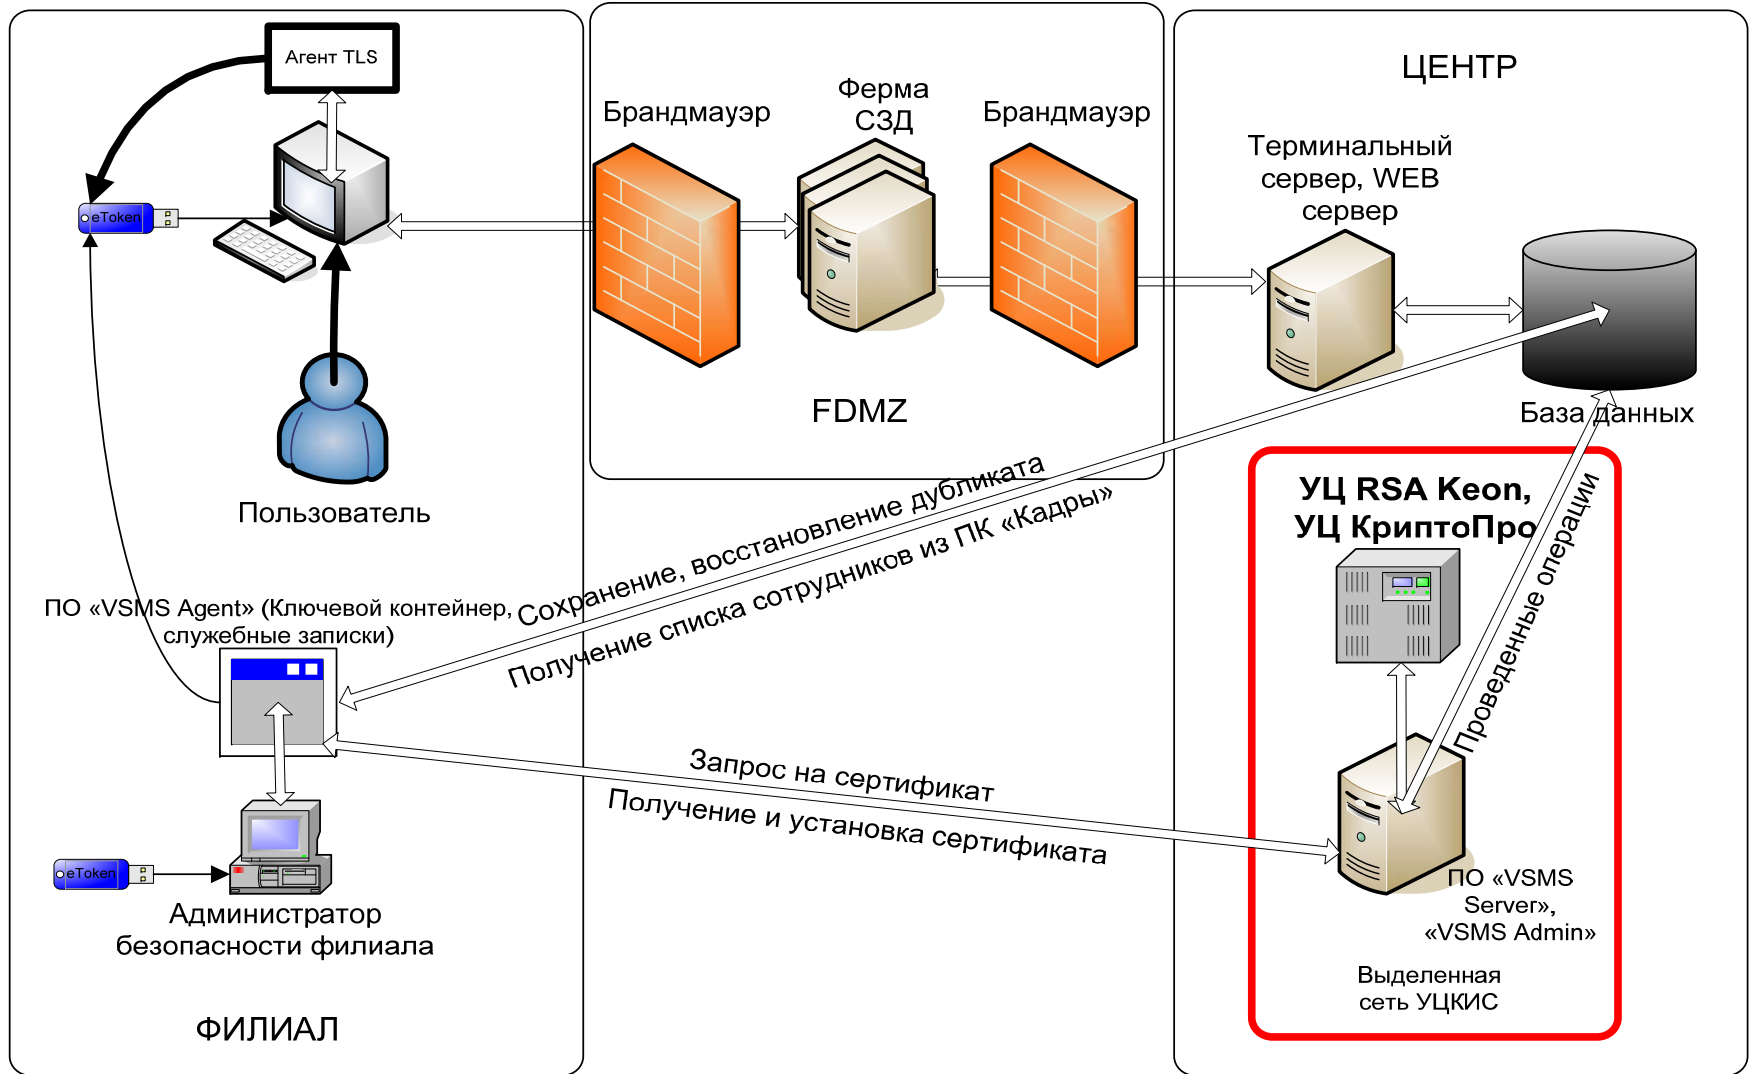 Агент TLS
eToken
Пользователь
ПО «VSMS Agent» (Ключевой контейнер,
служебные записки)
eToken
Администратор
безопасности филиала
ФИЛИАЛ
Брандмауэр
Ферма
СЗД
Брандмауэр
FDMZ
ЦЕНТР
Терминальный
сервер, WEB
сервер
База данных
Сохранение, восстановление дубликата
Получение списка сотрудников из ПК «Кадры»
Запрос на сертификат
Получение и установка сертификата
УЦ RSA Keon,
УЦ КриптоПро
Проведенные операции
ПО «VSMS
Server»,
«VSMS Admin»
Выделенная
сеть УЦКИС